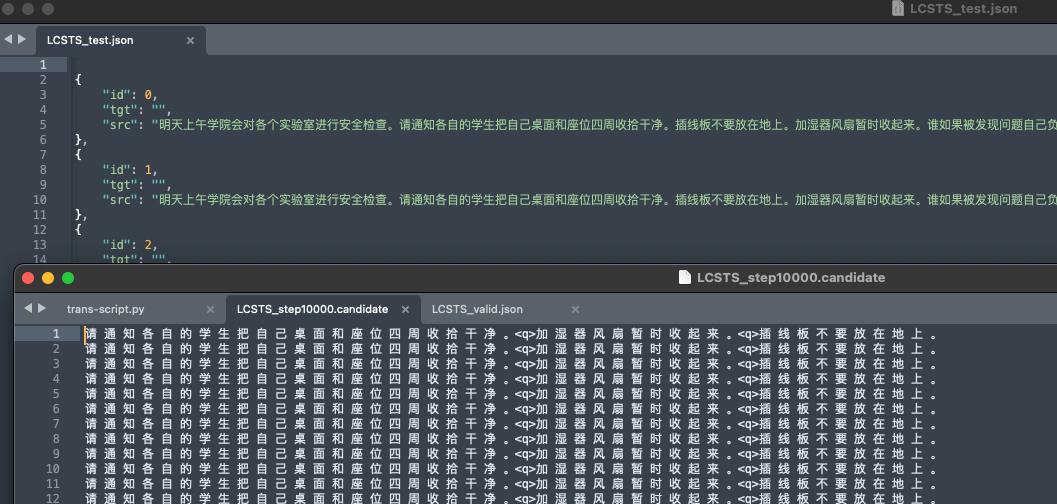 LCSTS_test.json
LCSTS_test.json ×
1
2 {
3 "id": 0,
4 "tgt": "",
5 "src": "明天上午学院会对各个实验室进行安全检查。请通知各自的学生把自己桌面和座位四周收拾干净。插线板不要放在地上。加湿器风扇暂时收起来。谁如果被发现问题自己负
6 },
7 {
8 "id": 1,
9 "tgt": "",
10 "src": "明天上午学院会对各个实验室进行安全检查。请通知各自的学生把自己桌面和座位四周收拾干净。插线板不要放在地上。加湿器风扇暂时收起来。谁如果被发现问题自己负
11 },
12 {
13 "id": 2,
14 "tgt": "",
LCSTS_step10000.candidate
trans-script.py × LCSTS_step10000.candidate × LCSTS_valid.json ×
1 请 通 知 各 自 的 学 生 把 自 己 桌 面 和 座 位 四 周 收 拾 干 净 。<q>加 湿 器 风 扇 暂 时 收 起 来 。<q>插 线 板 不 要 放 在 地 上 。
2 请 通 知 各 自 的 学 生 把 自 己 桌 面 和 座 位 四 周 收 拾 干 净 。<q>加 湿 器 风 扇 暂 时 收 起 来 。<q>插 线 板 不 要 放 在 地 上 。
3 请 通 知 各 自 的 学 生 把 自 己 桌 面 和 座 位 四 周 收 拾 干 净 。<q>加 湿 器 风 扇 暂 时 收 起 来 。<q>插 线 板 不 要 放 在 地 上 。
4 请 通 知 各 自 的 学 生 把 自 己 桌 面 和 座 位 四 周 收 拾 干 净 。<q>加 湿 器 风 扇 暂 时 收 起 来 。<q>插 线 板 不 要 放 在 地 上 。
5 请 通 知 各 自 的 学 生 把 自 己 桌 面 和 座 位 四 周 收 拾 干 净 。<q>加 湿 器 风 扇 暂 时 收 起 来 。<q>插 线 板 不 要 放 在 地 上 。
6 请 通 知 各 自 的 学 生 把 自 己 桌 面 和 座 位 四 周 收 拾 干 净 。<q>加 湿 器 风 扇 暂 时 收 起 来 。<q>插 线 板 不 要 放 在 地 上 。
7 请 通 知 各 自 的 学 生 把 自 己 桌 面 和 座 位 四 周 收 拾 干 净 。<q>加 湿 器 风 扇 暂 时 收 起 来 。<q>插 线 板 不 要 放 在 地 上 。
8 请 通 知 各 自 的 学 生 把 自 己 桌 面 和 座 位 四 周 收 拾 干 净 。<q>加 湿 器 风 扇 暂 时 收 起 来 。<q>插 线 板 不 要 放 在 地 上 。
9 请 通 知 各 自 的 学 生 把 自 己 桌 面 和 座 位 四 周 收 拾 干 净 。<q>加 湿 器 风 扇 暂 时 收 起 来 。<q>插 线 板 不 要 放 在 地 上 。
10 请 通 知 各 自 的 学 生 把 自 己 桌 面 和 座 位 四 周 收 拾 干 净 。<q>加 湿 器 风 扇 暂 时 收 起 来 。<q>插 线 板 不 要 放 在 地 上 。
11 请 通 知 各 自 的 学 生 把 自 己 桌 面 和 座 位 四 周 收 拾 干 净 。<q>加 湿 器 风 扇 暂 时 收 起 来 。<q>插 线 板 不 要 放 在 地 上 。
12 请 通 知 各 自 的 学 生 把 自 己 桌 面 和 座 位 四 周 收 拾 干 净 。<q>加 湿 器 风 扇 暂 时 收 起 来 。<q>插 线 板 不 要 放 在 地 上 。